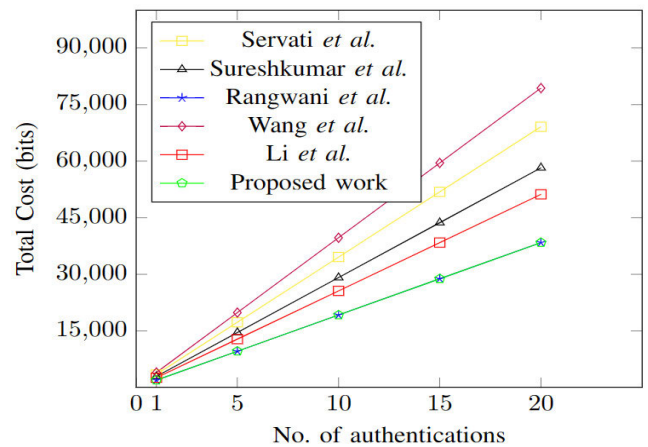 90,000
75,000
60,000
45,000
30,000
15,000
Total Cost (bits)
Servati et al.
Sureshkumar et al.
Rangwani et al.
Wang et al.
Li et al.
Proposed work
0 1 5 10 15 20
No. of authentications